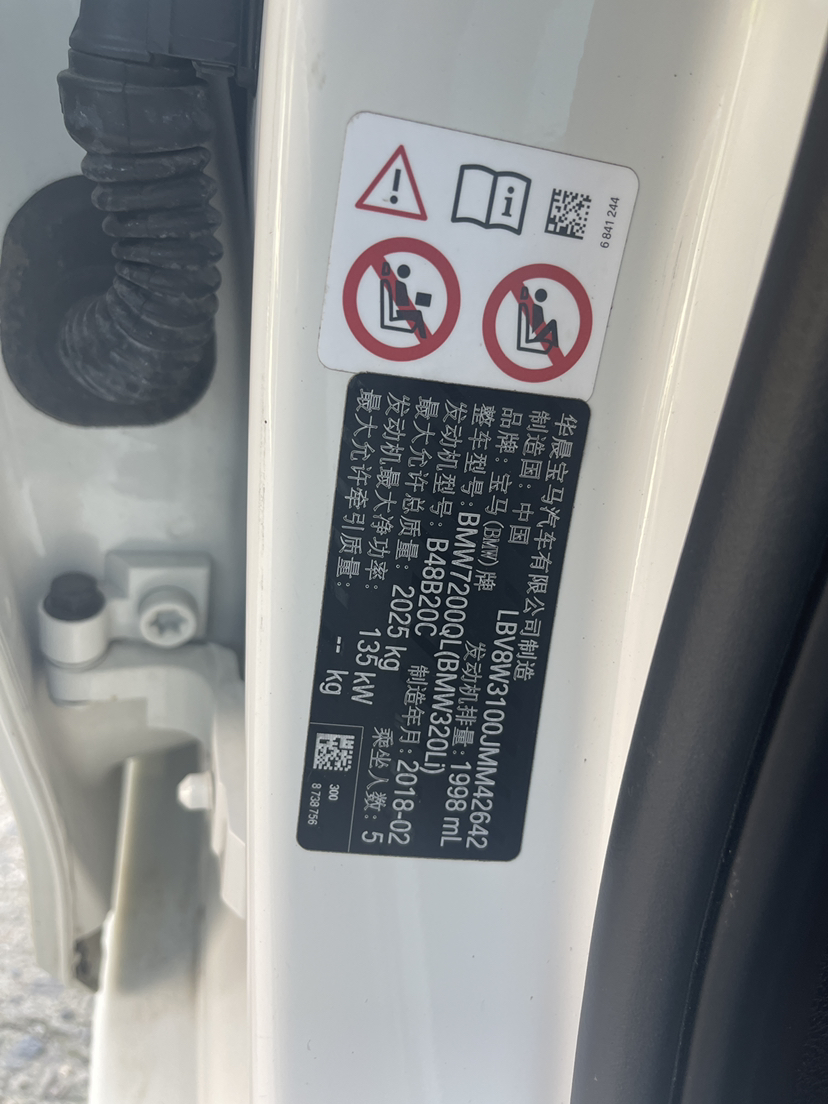 6 841 244
华晨宝马汽车有限公司制造
制造国：中国 LBV8W3100JMM42642
品牌：宝马(BMW)牌 发动机排量：1998 mL
整车型号：BMW7200QL(BMW320Li)
发动机型号：B48B20C 制造年月：2018-02
最大允许总质量：2025 kg 乘坐人数：5
发动机最大净功率：135 kW
最大允许牵引质量：-- kg
300
8 738 756